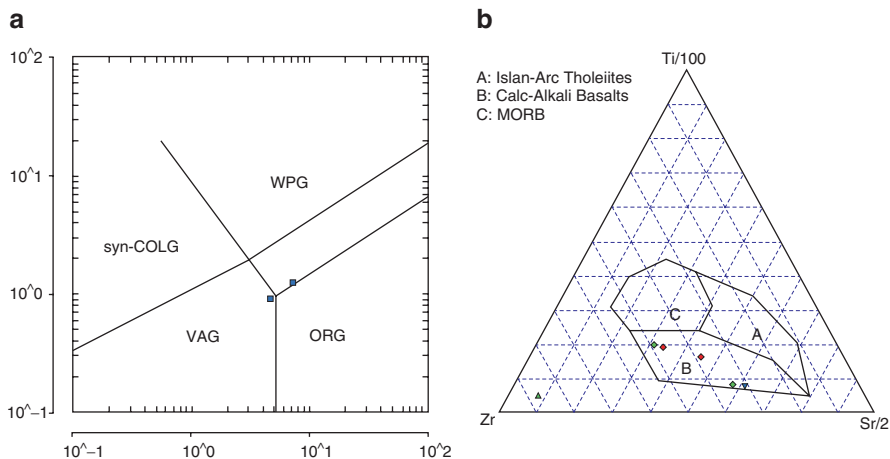 a
10^2
10^1
10^0
10^−1
WPG
syn-COLG
VAG
ORG
10^−1
10^0
10^1
10^2
b
Ti/100
A: Islan-Arc Tholeiites
B: Calc-Alkali Basalts
C: MORB
C
A
B
Zr
Sr/2